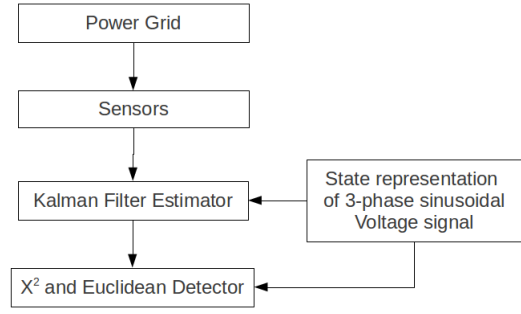 Power Grid
Sensors
Kalman Filter Estimator
State representation
of 3-phase sinusoidal
Voltage signal
X² and Euclidean Detector